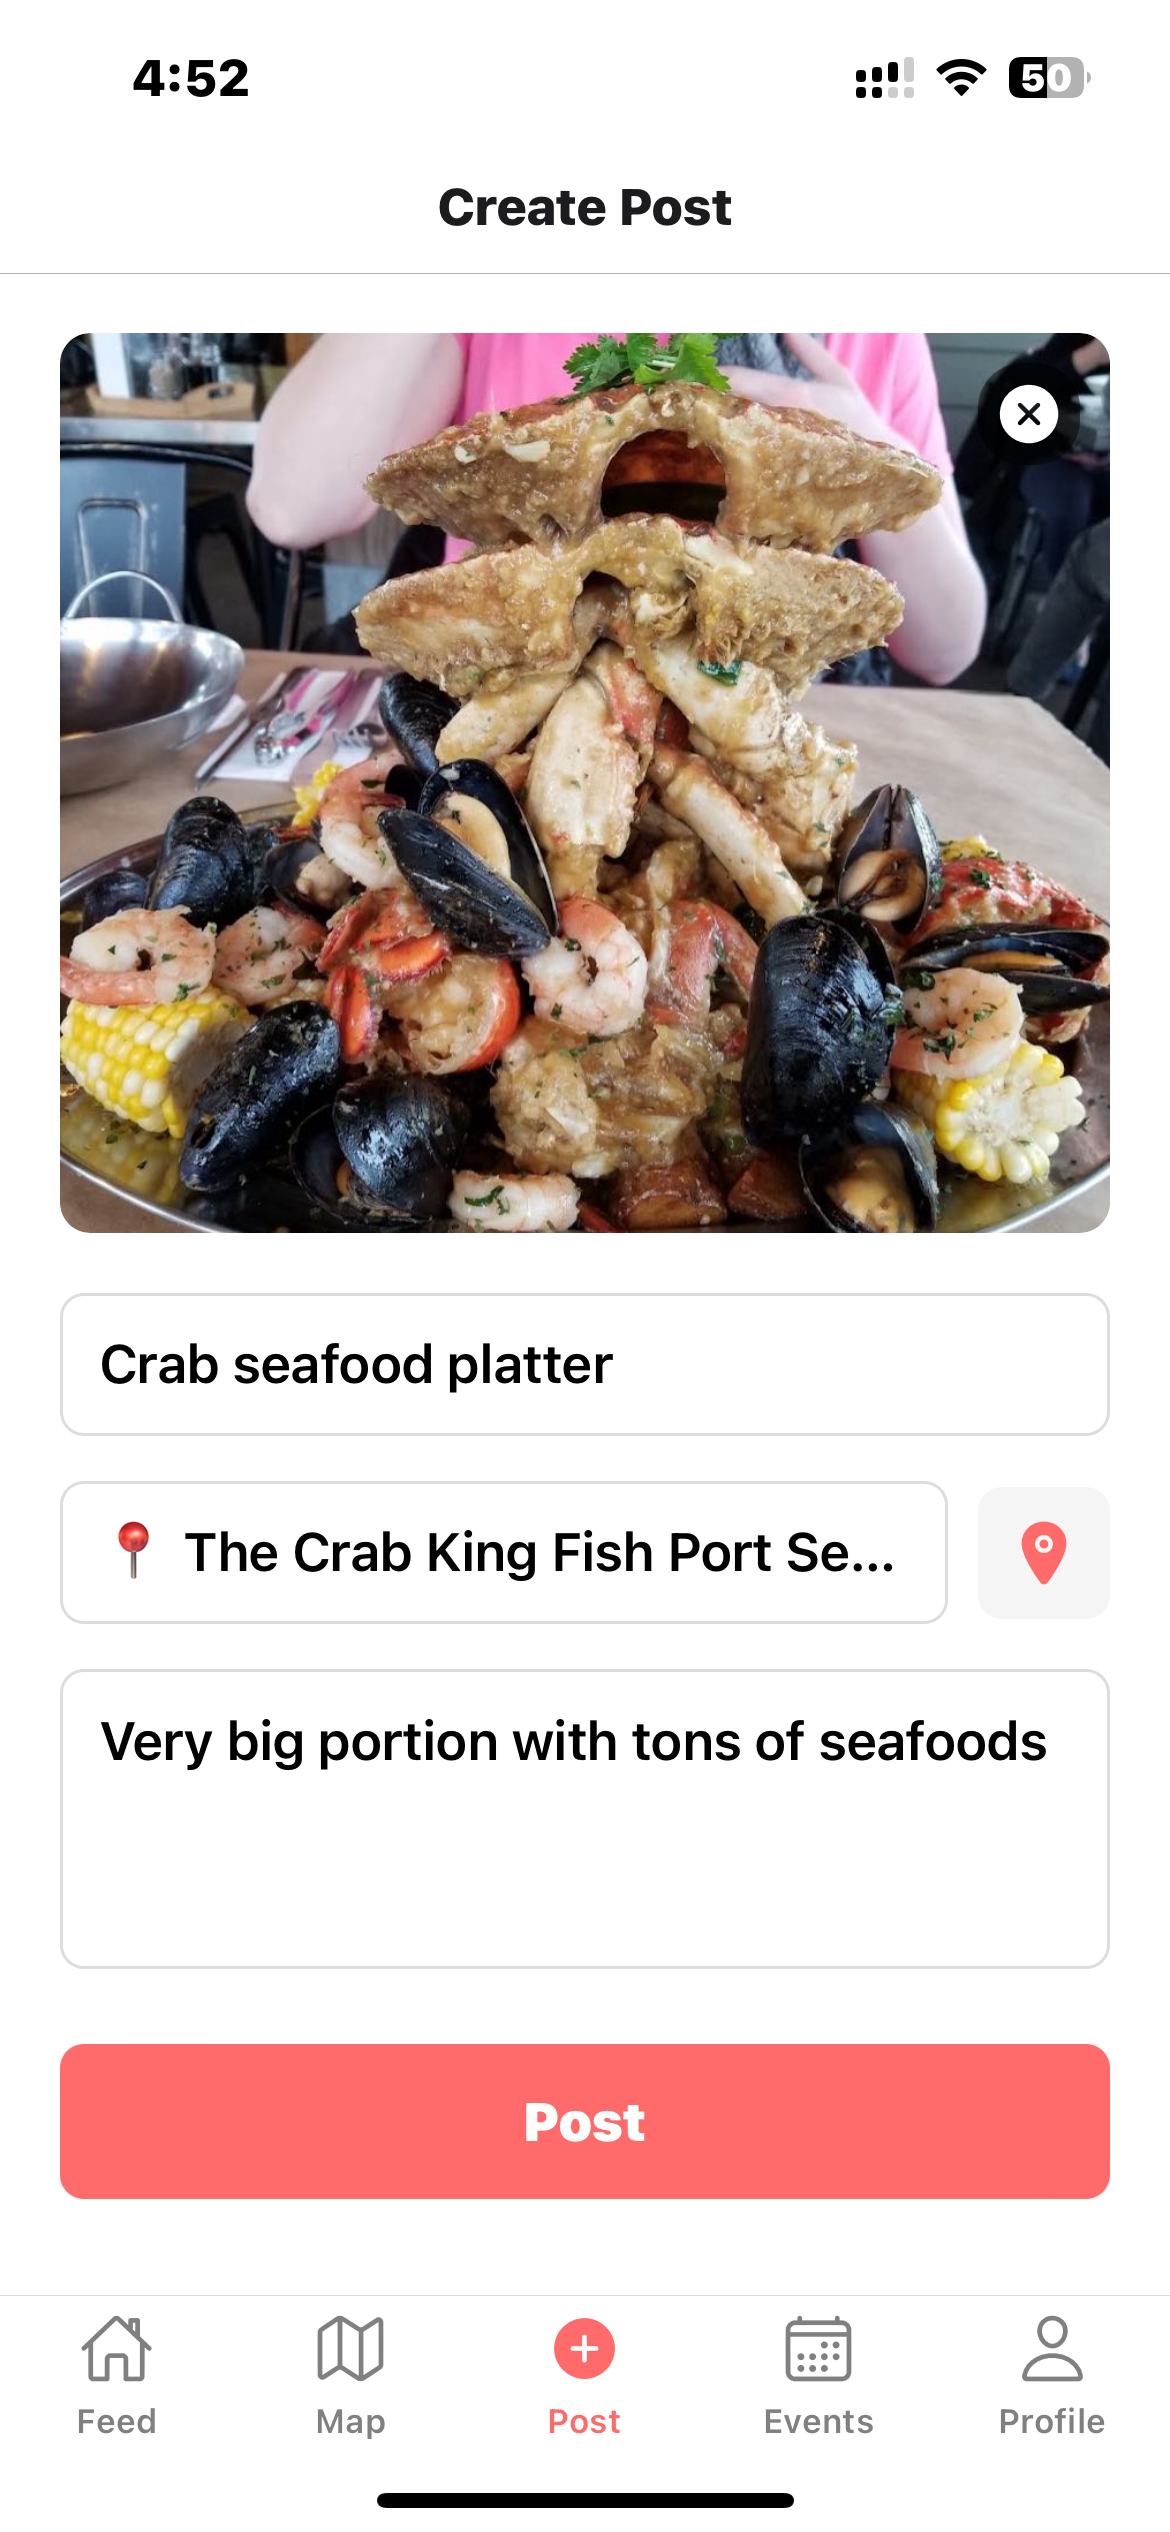 4:52
50
Create Post
Crab seafood platter
📍 The Crab King Fish Port Se...
Very big portion with tons of seafoods
Post
Feed
Map
Post
Events
Profile